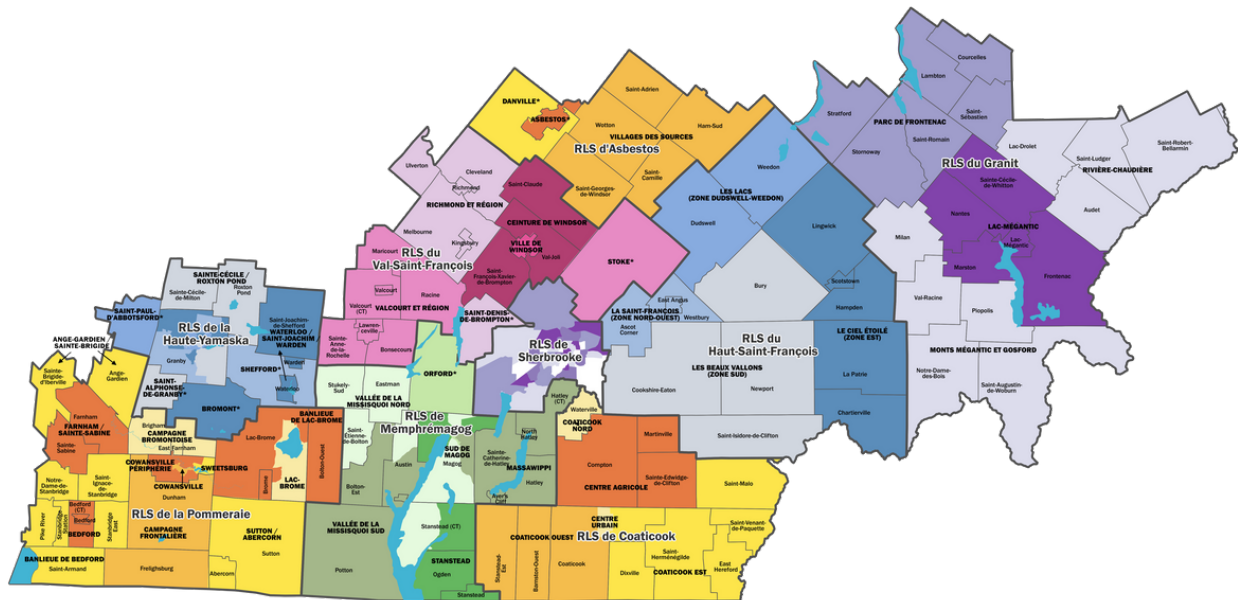 Courcelles
Lambton
Saint-
Sébastien
Stratford
PARC DE FRONTENAC
Saint-Romain
Stornoway
RLS du Granit
Lac-Drolet
Saint-Robert-
Bellarmin
Saint-Ludger
RIVIÈRE-CHAUDIÈRE
Audet
Sainte-Cécile-
de-Whitton
Nantes
LAC-MÉGANTIC
Lac-
Mégantic
Marston
Frontenac
Milan
Val-Racine
Piopolis
MONTS MÉGANTIC ET GOSFORD
Notre-Dame-
des-Bois
Saint-Augustin-de-
Woburn
DANVILLE*
ASBESTOS*
Saint-Adrien
Wotton
Ham-Sud
VILLAGES DES SOURCES
RLS d'Asbestos
Saint-
Camille
Saint-Georges-
de-Windsor
Ulverton
Cleveland
Richmond
RICHMOND ET RÉGION
Melbourne
Kingsbury
Saint-Claude
CEINTURE DE WINDSOR
VILLE DE
WINDSOR
Val-Joli
Saint-
François-Xavier-
de-Brompton
STOKE*
Maricourt
RLS du
Val-Saint-François
Valcourt
Racine
Valcourt
(CT)
VALCOURT ET RÉGION
Lawren-
ceville
Sainte-
Anne-de-
la-Rochelle
Bonsecours
SAINT-DENIS-
DE-BROMPTON*
Weedon
LES LACS
(ZONE DUDSWELL-WEEDON)
Dudswell
Lingwick
Bury
Scotstown
Hampden
East Angus
LA SAINT-FRANÇOIS
(ZONE NORD-OUEST)
Westbury
Ascot
Corner
RLS du
Haut-Saint-François
LE CIEL ÉTOILÉ
(ZONE EST)
LES BEAUX VALLONS
(ZONE SUD)
Cookshire-Eaton
Newport
La Patrie
Chartierville
Saint-Isidore-de-Clifton
RLS de
Sherbrooke
SAINTE-CÉCILE /
ROXTON POND
Roxton
Pond
Sainte-Cécile-
de-Milton
SAINT-PAUL-
D'ABBOTSFORD*
RLS de la
Haute-Yamaska
Saint-Joachim-
de-Shefford
WATERLOO /
SAINT-JOACHIM /
WARDEN
Warden
Granby
SHEFFORD*
Waterloo
SAINT-
ALPHONSE-
DE-GRANBY*
BROMONT*
ANGE-GARDIEN /
SAINTE-BRIGIDE
Sainte-
Brigide-
d'Iberville
Ange-
Gardien
Farnham
FARNHAM /
SAINTE-SABINE
Sainte-
Sabine
CAMPAGNE
BROMONTOISE
Brigham
East Farnham
BANLIEUE
DE LAC-BROME
Lac-Brome
Bolton-Ouest
COWANSVILLE
PÉRIPHÉRIE
SWEETSBURG
COWANSVILLE
LAC-
BROME
Brome
Notre-
Dame-de-
Stanbridge
Saint-
Ignace-
de-Stanbridge
Dunham
RLS de la Pommeraie
Pike River
Stanbridge
Station
Bedford
(CT)
Bedford
BEDFORD
Stanbridge
East
CAMPAGNE
FRONTALIÈRE
SUTTON /
ABERCORN
Sutton
BANLIEUE DE BEDFORD
Saint-Armand
Frelighsburg
Abercorn
ORFORD*
Stukely-
Sud
Eastman
VALLÉE DE LA
MISSISQUOI NORD
RLS de
Memphremagog
Saint-
Étienne-
de-Bolton
Austin
SUD DE
MAGOG
Magog
Bolton-
Est
Hatley
(CT)
North
Hatley
Sainte-
Catherine-de-
Hatley
MASSAWIPPI
Hatley
Ayer's
Cliff
VALLÉE DE LA
MISSISQUOI SUD
Potton
Stanstead (CT)
STANSTEAD
Ogden
Stanstead
Waterville
COATICOOK
NORD
Martinville
Compton
CENTRE AGRICOLE
Sainte-Edwidge-
de-Clifton
Saint-Malo
CENTRE
URBAIN
COATICOOK OUEST
RLS de Coaticook
Saint-Venant-
de-Paquette
Stanstead-
Est
Barnston-Ouest
Coaticook
Dixville
Saint-
Herménégilde
COATICOOK EST
East
Hereford